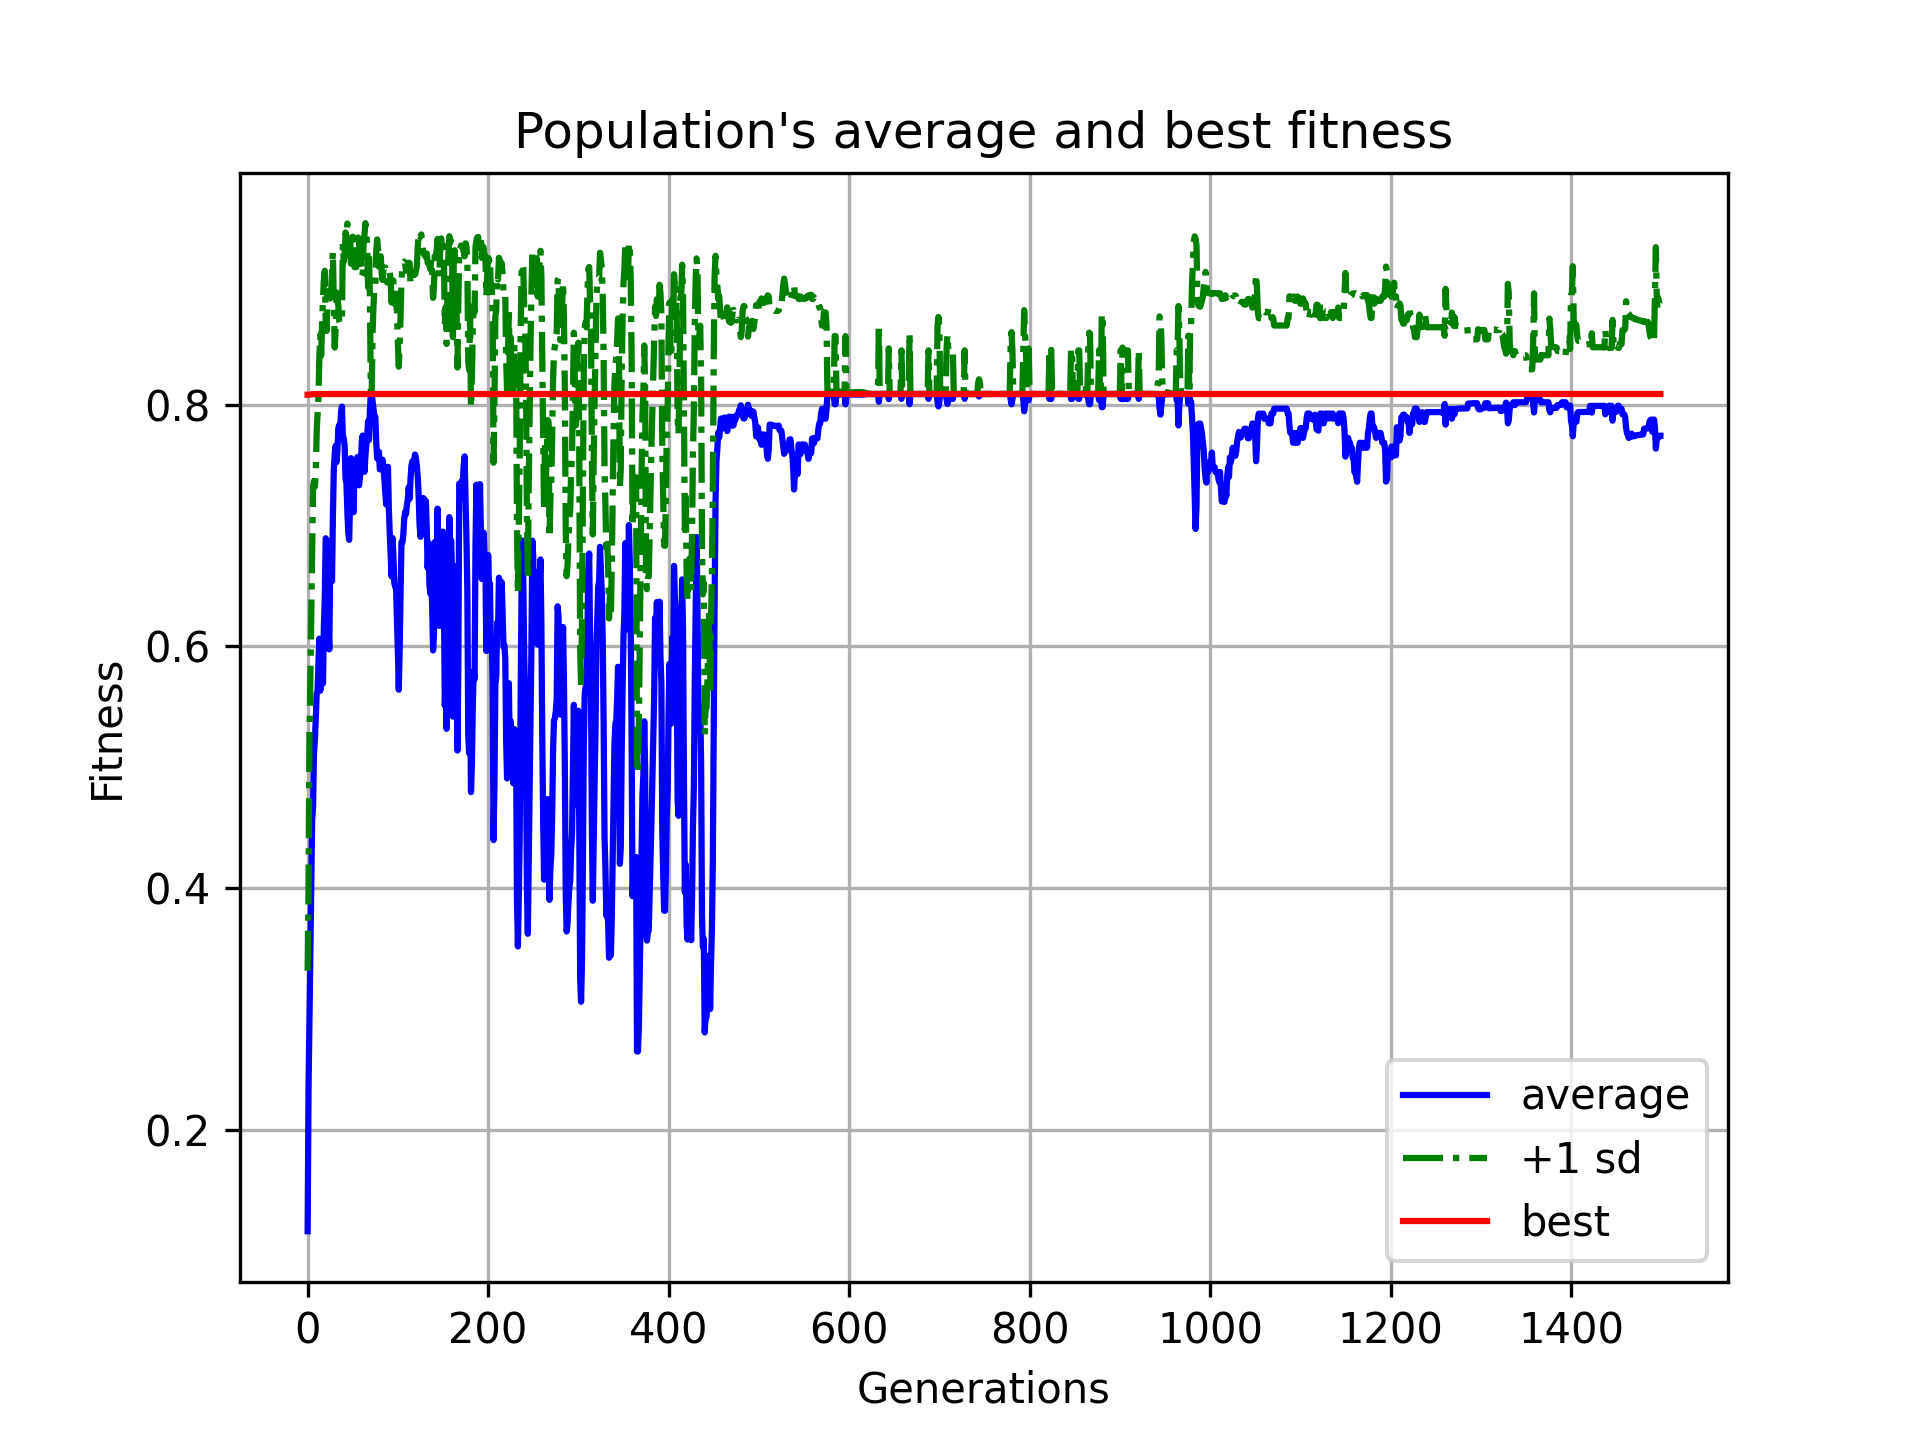 Population's average and best fitness
Fitness
0.8
0.6
0.4
0.2
0 200 400 600 800 1000 1200 1400
Generations
average
+1 sd
best